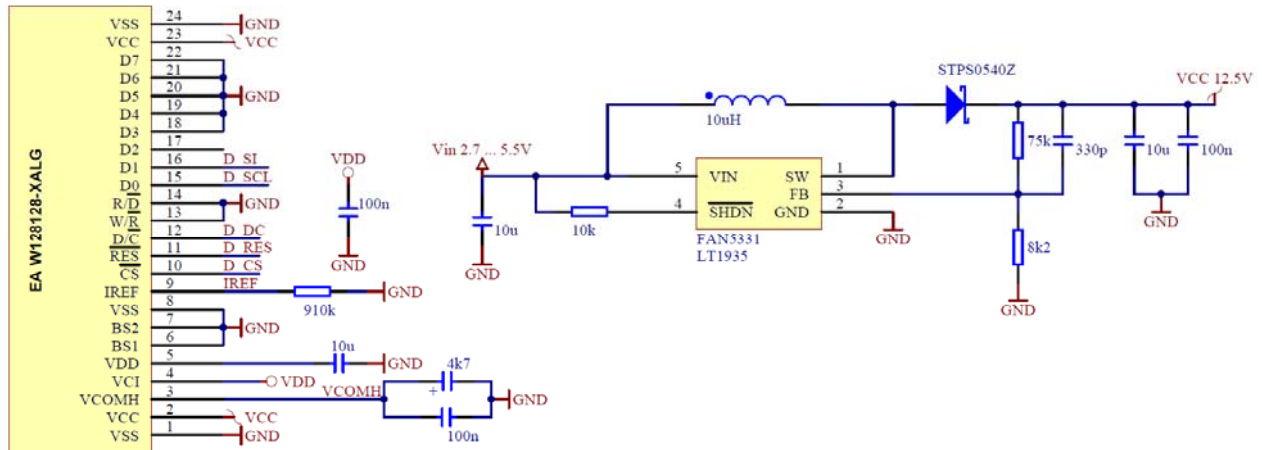 EA W128128-XALG
VSS 24 GND
VCC 23 VCC
D7 22
D6 21
D5 20 GND
D4 19
D3 18
D2 17
D1 16 D_SI
D0 15 D_SCL
R/D 14 GND
W/R 13
D/C 12 D_DC
RES 11 D_RES
CS 10 D_CS
IREF 9 IREF 910k GND
VSS 8
BS2 7 GND
BS1 6
VDD 5 10u GND
VCI 4 VDD
VCOMH 3 VCOMH 4k7 + 100n GND
VCC 2 VCC
VSS 1 GND
VDD
100n
GND
Vin 2.7 ... 5.5V
10u
GND
10k
10uH
5 VIN SW 1
FB 3
4 SHDN GND 2
FAN5331
LT1935
GND
STPS0540Z
VCC 12.5V
75k
330p
10u
100n
GND
8k2
GND